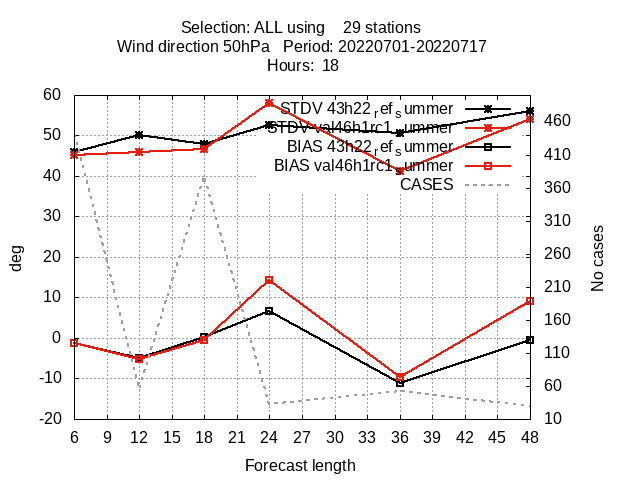 Selection: ALL using 29 stations
Wind direction 50hPa Period: 20220701-20220717
Hours: 18
60
50
40
30
20
10
0
-10
-20
deg
STDV 43h22_ref_summer
STDV val46h1rc1_summer
BIAS 43h22_ref_summer
BIAS val46h1rc1_summer
CASES
460
410
360
310
260
210
160
110
60
10
No cases
6 9 12 15 18 21 24 27 30 33 36 39 42 45 48
Forecast length